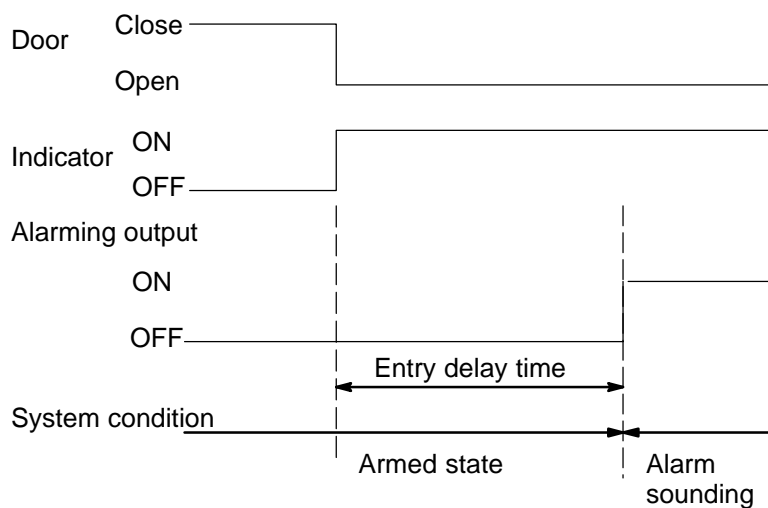 Door
Close
Open
Indicator
ON
OFF
Alarming output
ON
OFF
Entry delay time
System condition
Armed state
Alarm
sounding